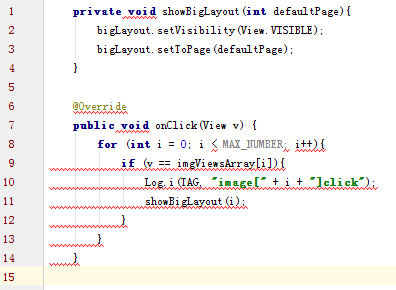 1 private void showBigLayout(int defaultPage){
2 bigLayout.setVisibility(View.VISIBLE);
3 bigLayout.setToPage(defaultPage);
4 }
5
6 @Override
7 public void onClick(View v) {
8 for (int i = 0; i < MAX_NUMBER; i++){
9 if (v == imgViewsArray[i]){
10 Log.i(TAG, "image[" + i + "]click");
11 showBigLayout(i);
12 }
13 }
14 }
15